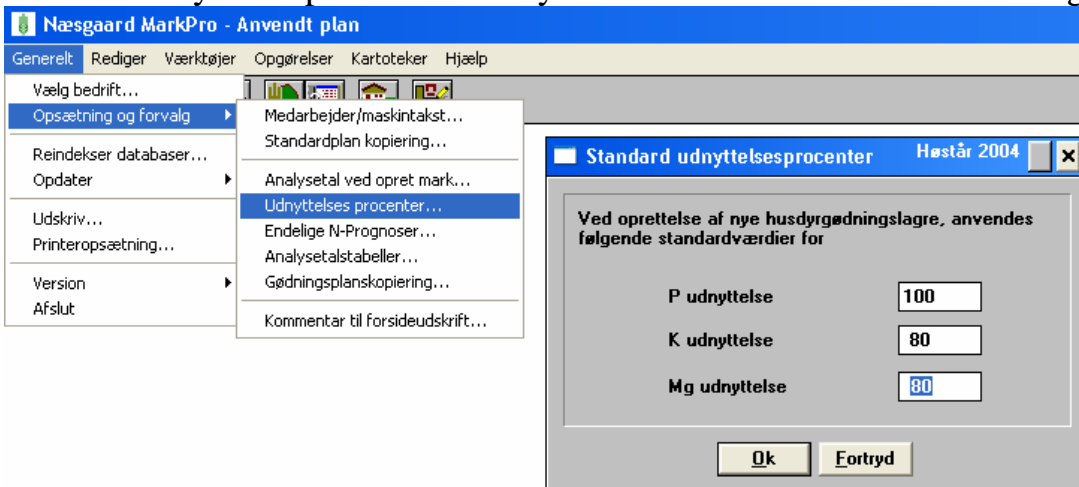 Næsgaard MarkPro - Anvendt plan
Generelt Rediger Værktøjer Opgørelser Kartoteker Hjælp
Vælg bedrift...
Opsætning og forvalg
Reindekser databaser...
Opdater
Udskriv...
Printeropsætning...
Version
Afslut
Medarbejder/maskintakst...
Standardplan kopiering...
Analysetal ved opret mark...
Udnyttelses procenter...
Endelige N-Prognoser...
Analysetalstabeller...
Gødningsplanskopiering...
Kommentar til forsideudskrift...
Standard udnyttelsesprocenter Høstår 2004
Ved oprettelse af nye husdyrgødningslagre, anvendes
følgende standardværdier for
P udnyttelse 100
K udnyttelse 80
Mg udnyttelse 80
Ok Fortryd